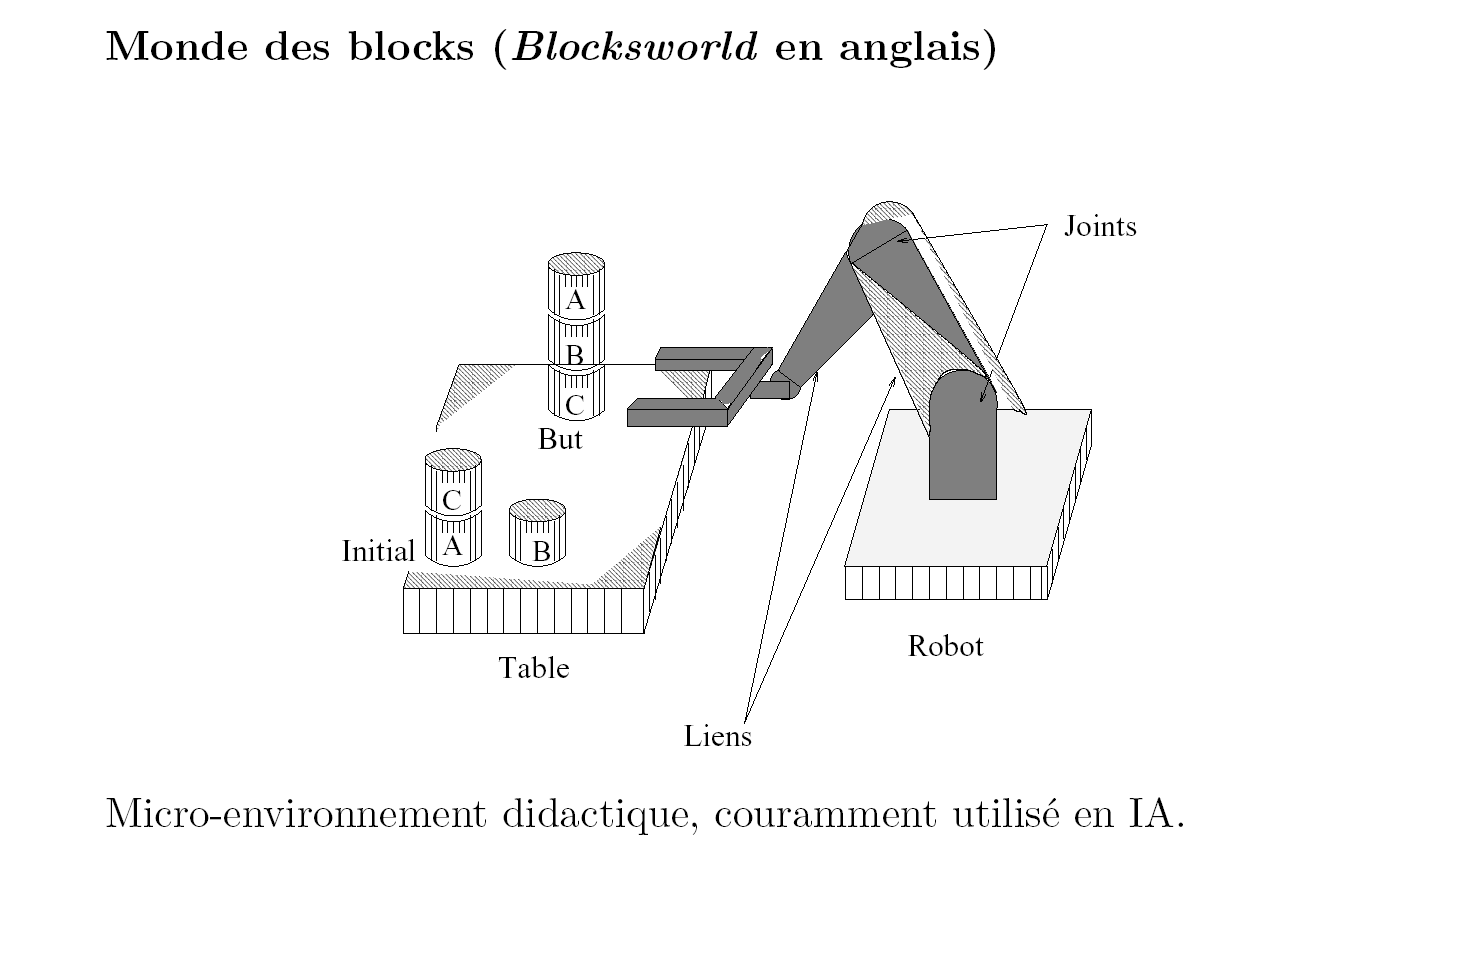 Monde des blocks (Blocksworld en anglais)
Joints
A
B
C
But
C
A
B
Initial
Robot
Table
Liens
Micro-environnement didactique, couramment utilisé en IA.